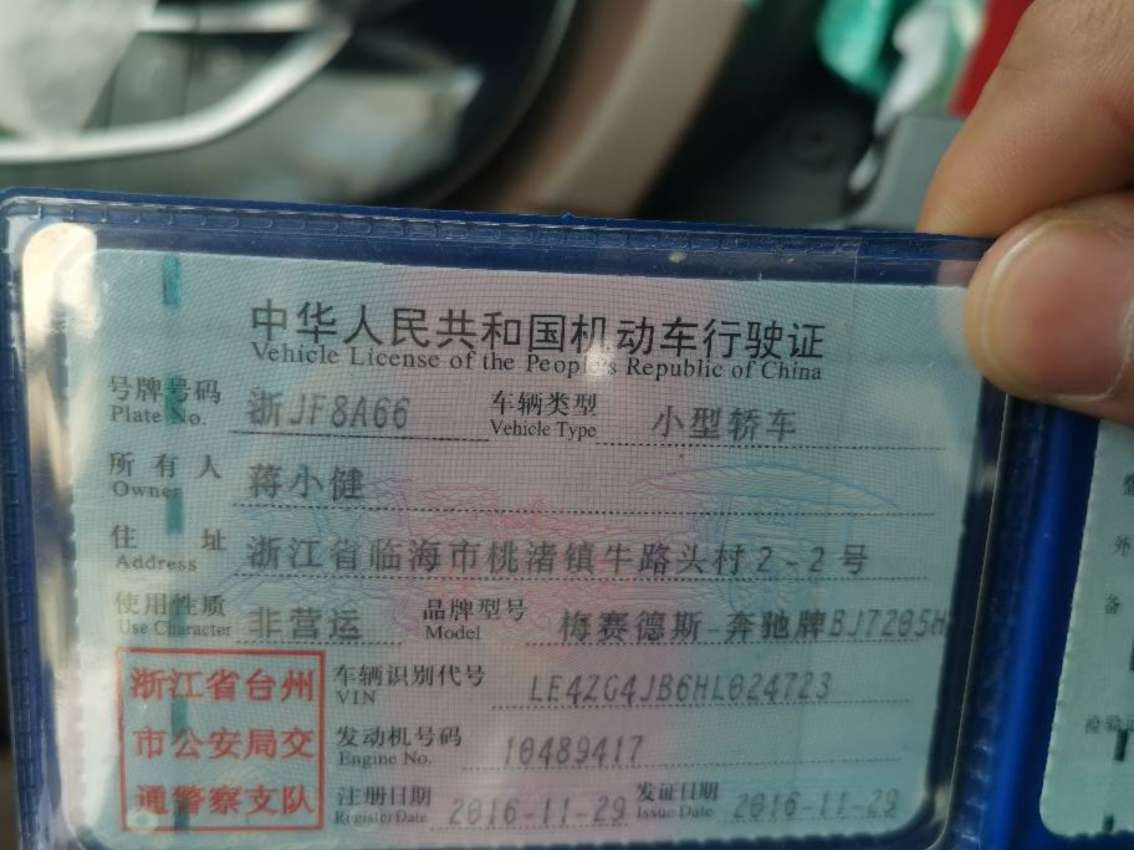 中华人民共和国机动车行驶证
Vehicle License of the People's Republic of China
号牌号码 浙JF8A66 车辆类型 小型轿车
Plate No. Vehicle Type
所有人 蒋小健
Owner
住址 浙江省临海市桃渚镇牛路头村2-2号
Address
使用性质 非营运 品牌型号 梅赛德斯-奔驰牌BJ7205H
Use Character Model
浙江省台州 车辆识别代号 LE4ZG4JB6HL024723
VIN
市公安局交 发动机号码 10489417
Engine No.
通警察支队 注册日期 2016-11-29 发证日期 2016-11-29
Register Date Issue Date
外
备
检验